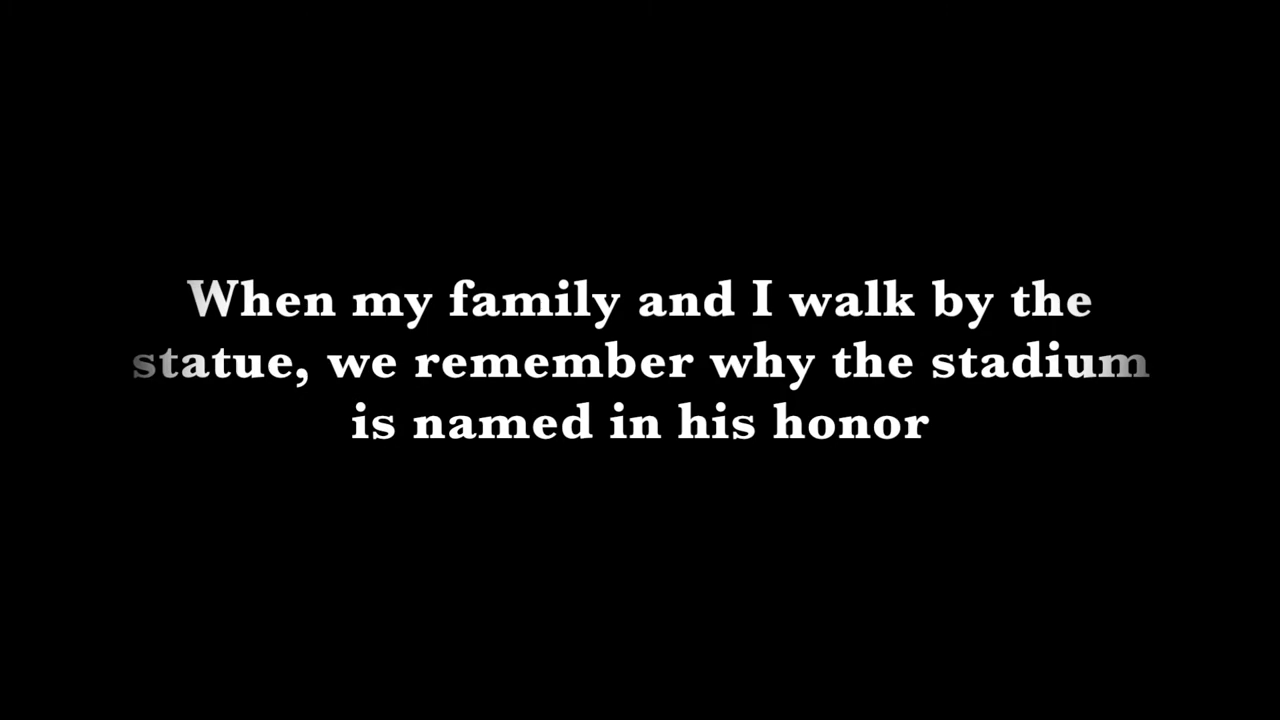 When my family and I walk by the
statue, we remember why the stadium
is named in his honor